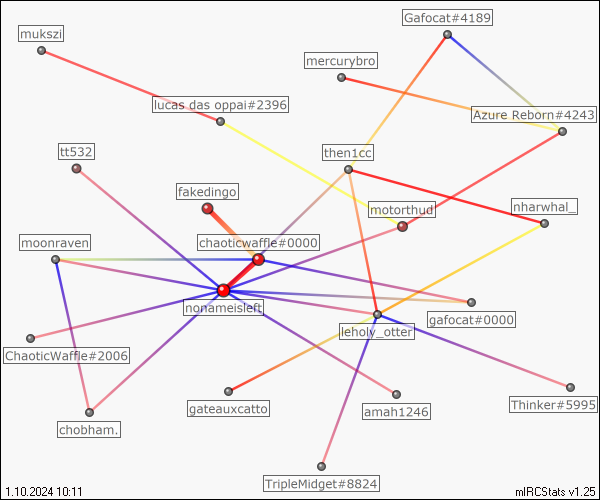 Gafocat#4189
mukszi
mercurybro
lucas das oppai#2396
Azure Reborn#4243
tt532
then1cc
fakedingo
motorthud
nharwhal_
moonraven
chaoticwaffle#0000
nonameisleft
gafocat#0000
leholy_otter
ChaoticWaffle#2006
gateauxcatto
amah1246
Thinker#5995
chobham.
TripleMidget#8824
1.10.2024 10:11
mIRCStats v1.25